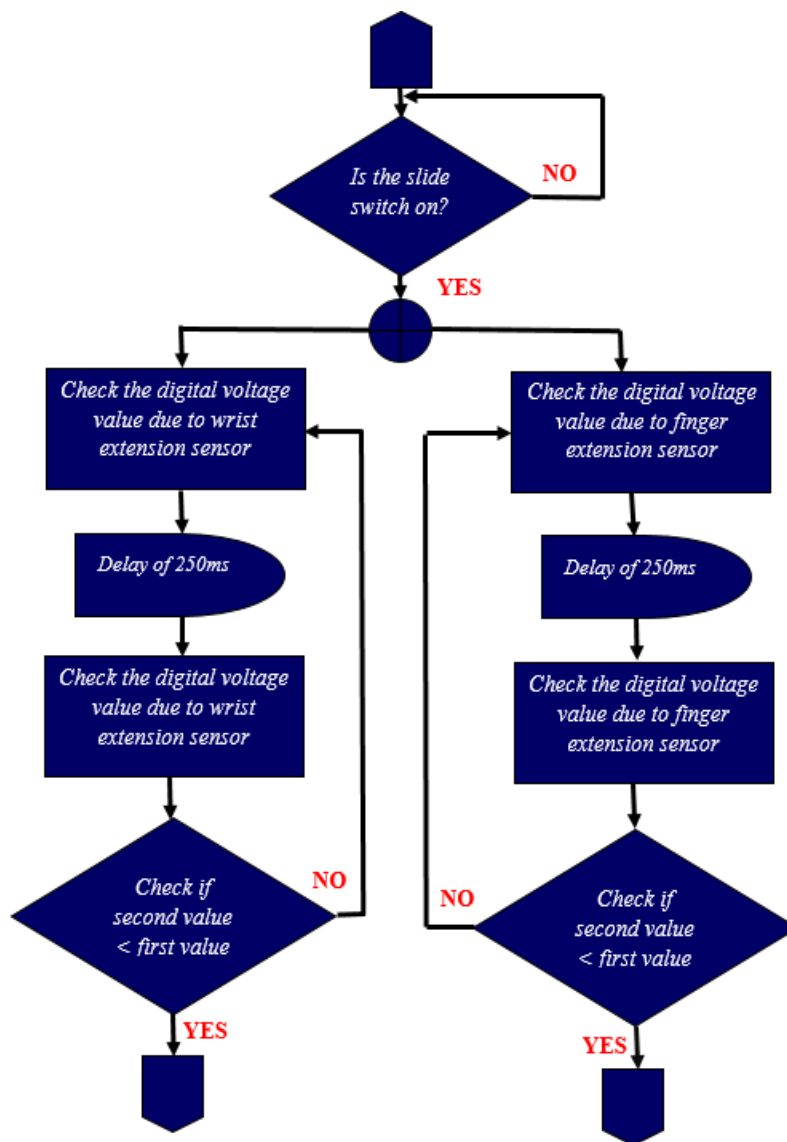 Is the slide
switch on?
NO
YES
Check the digital voltage
value due to wrist
extension sensor
Check the digital voltage
value due to finger
extension sensor
Delay of 250ms
Delay of 250ms
Check the digital voltage
value due to wrist
extension sensor
Check the digital voltage
value due to finger
extension sensor
NO
NO
Check if
second value
< first value
Check if
second value
< first value
YES
YES